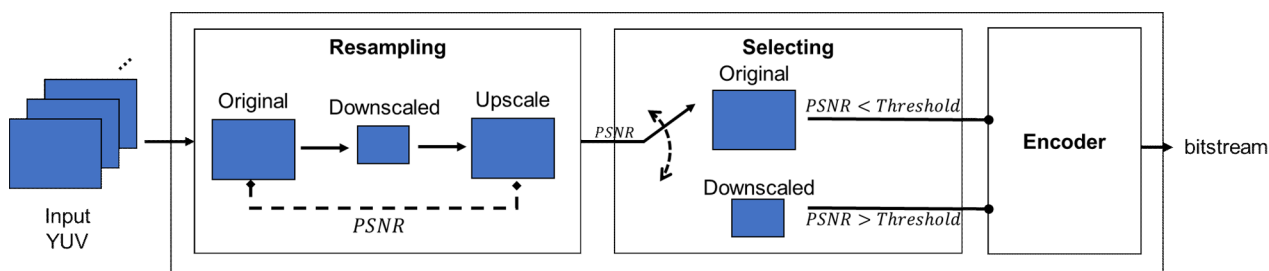 ...
Input
YUV
Resampling
Original
Downscaled
Upscale
PSNR
PSNR
Selecting
Original
PSNR < Threshold
Downscaled
PSNR > Threshold
Encoder
bitstream